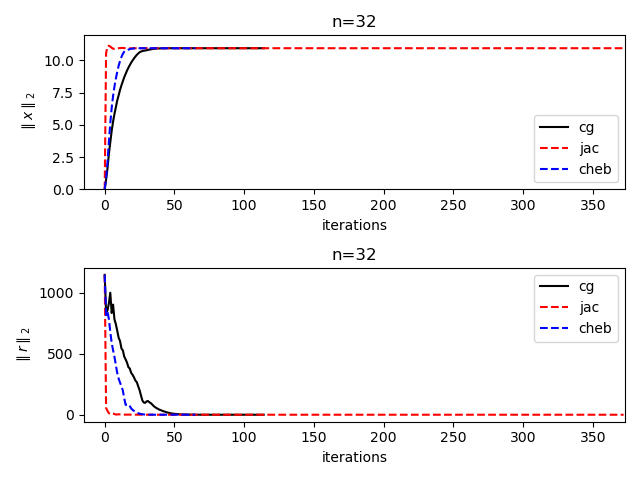 n=32
10.0
7.5
5.0
2.5
0.0
‖ x ‖ 2
0 50 100 150 200 250 300 350
iterations
cg
jac
cheb
n=32
1000
500
0
‖ r ‖ 2
0 50 100 150 200 250 300 350
iterations
cg
jac
cheb